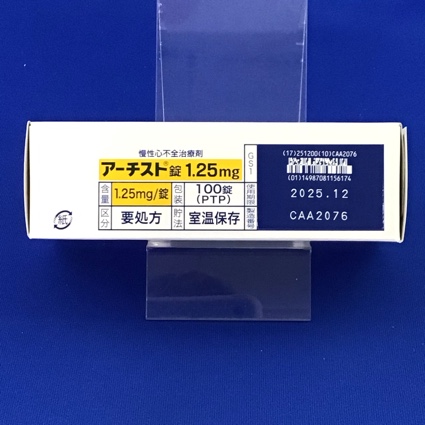 慢性心不全治療剤
アーチスト®錠 1.25mg
含量 1.25mg/錠 包装 100錠(PTP)
区分 要処方 貯法 室温保存
GS1
(17)251200(10)CAA2076
(01)14987081156174
使用期限 2025.12
製造番号 CAA2076
紙